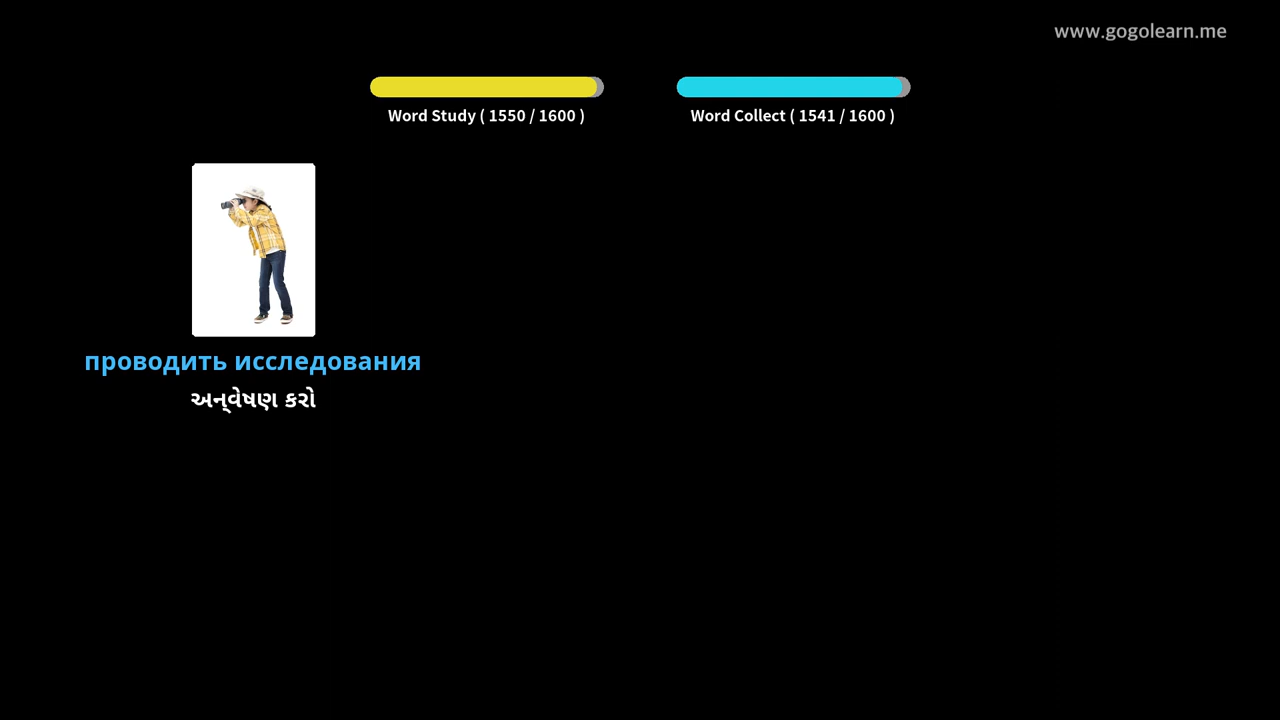 www.gogolearn.me
Word Study ( 1550 / 1600 )
Word Collect ( 1541 / 1600 )
проводить исследования
અન્વેષણ કરો